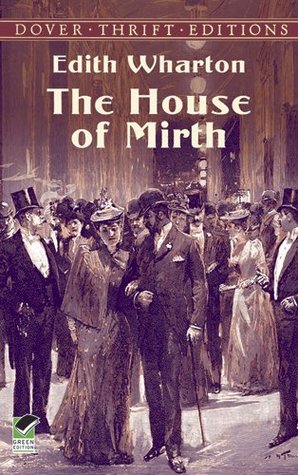 DOVER · THRIFT · EDITIONS
Edith Wharton
The House
of Mirth
GREEN
EDITION